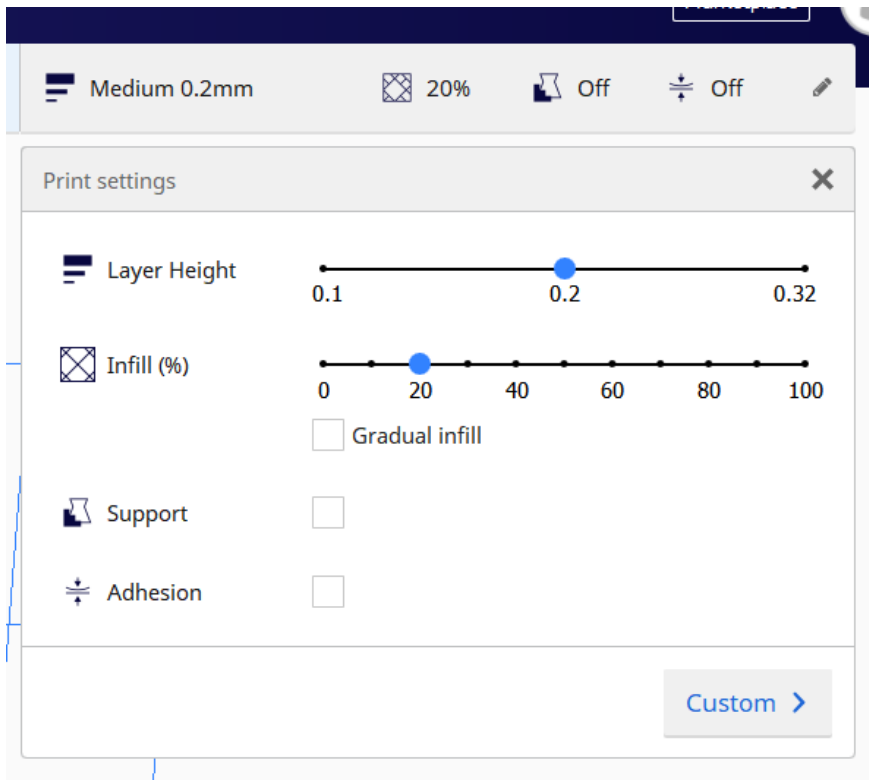 Marketplace
Medium 0.2mm 20% Off Off
Print settings
Layer Height
0.1 0.2 0.32
Infill (%)
0 20 40 60 80 100
Gradual infill
Support
Adhesion
Custom